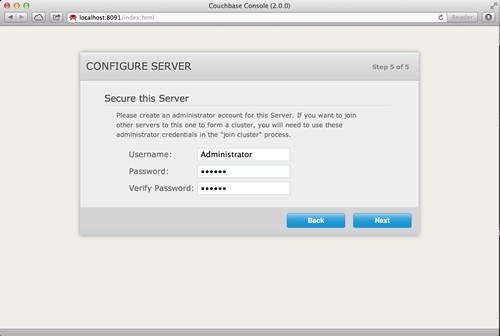 Couchbase Console (2.0.0)
localhost:8091/index.html
Reader
CONFIGURE SERVER
Step 5 of 5
Secure this Server
Please create an administrator account for this Server. If you want to join
other servers to this one to form a cluster, you will need to use these
administrator credentials in the "join cluster" process.
Username: Administrator
Password: ••••••
Verify Password: ••••••
Back Next